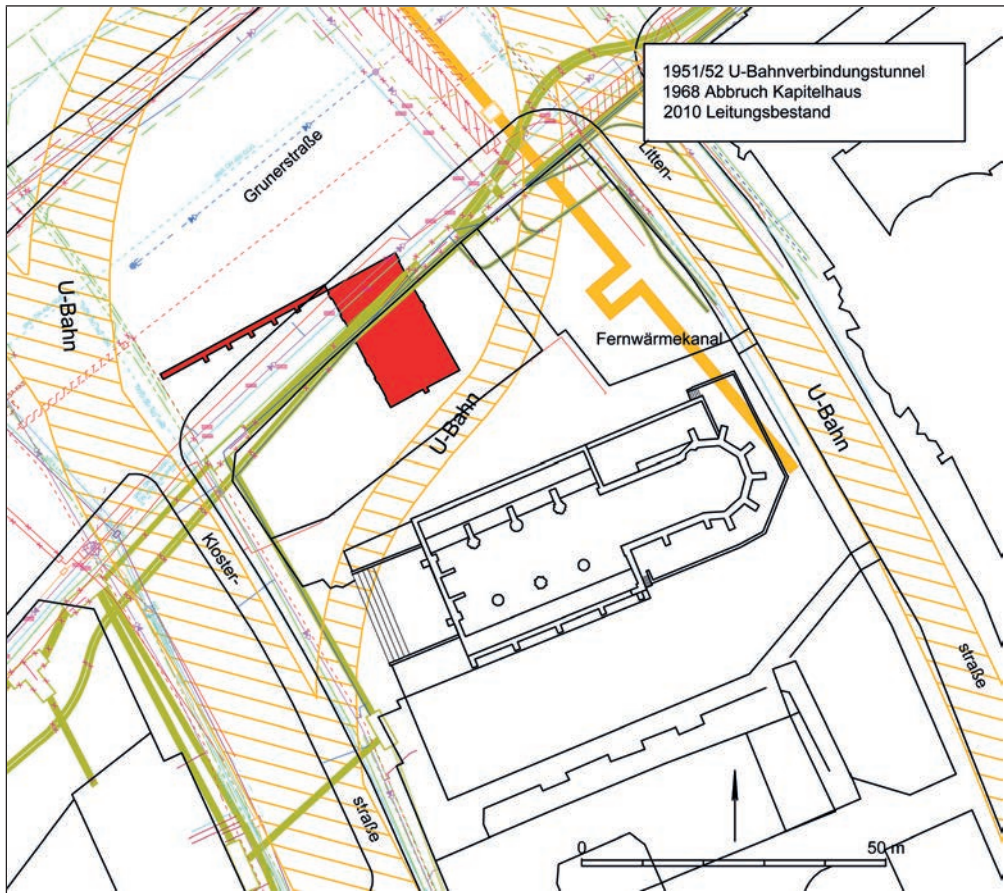 1951/52 U-Bahnverbindungstunnel
1968 Abbruch Kapitelhaus
2010 Leitungsbestand
Grunerstraße
Litten-
U-Bahn
Fernwärmekanal
U-Bahn
U-Bahn
Kloster-
straße
straße
0 50 m